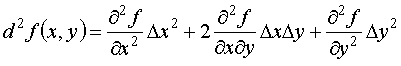 d²f(x, y) = ∂²f/∂x² Δx² + 2 ∂²f/∂x∂y ΔxΔy + ∂²f/∂y² Δy²